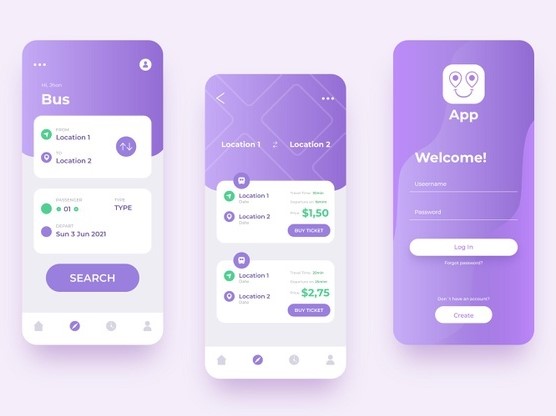 Hi, Jhon
Bus
FROM
Location 1
TO
Location 2
PASSENGER
01
TYPE
TYPE
DEPART
Sun 3 Jun 2021
SEARCH
Location 1
Location 2
Location 1
Location 2
$1,50
BUY TICKET
Location 1
Location 2
$2,75
BUY TICKET
App
Welcome!
Username
Password
Log In
Forgot password?
Don´t have an account?
Create